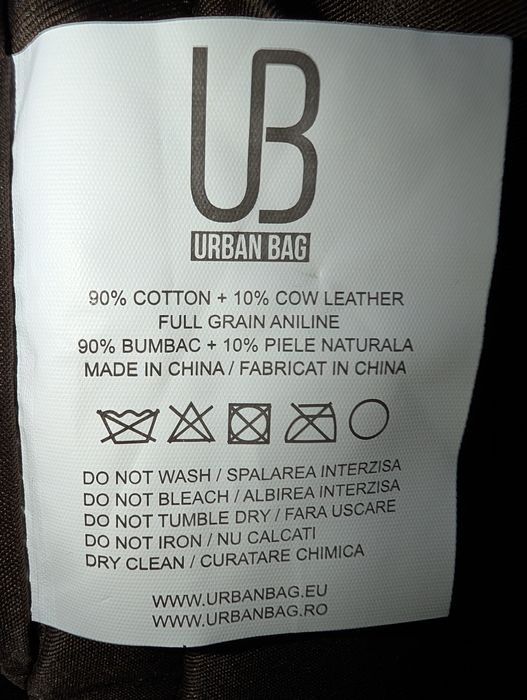 UB
URBAN BAG
90% COTTON + 10% COW LEATHER
FULL GRAIN ANILINE
90% BUMBAC + 10% PIELE NATURALA
MADE IN CHINA / FABRICAT IN CHINA
DO NOT WASH / SPALAREA INTERZISA
DO NOT BLEACH / ALBIREA INTERZISA
DO NOT TUMBLE DRY / FARA USCARE
DO NOT IRON / NU CALCATI
DRY CLEAN / CURATARE CHIMICA
WWW.URBANBAG.EU
WWW.URBANBAG.RO